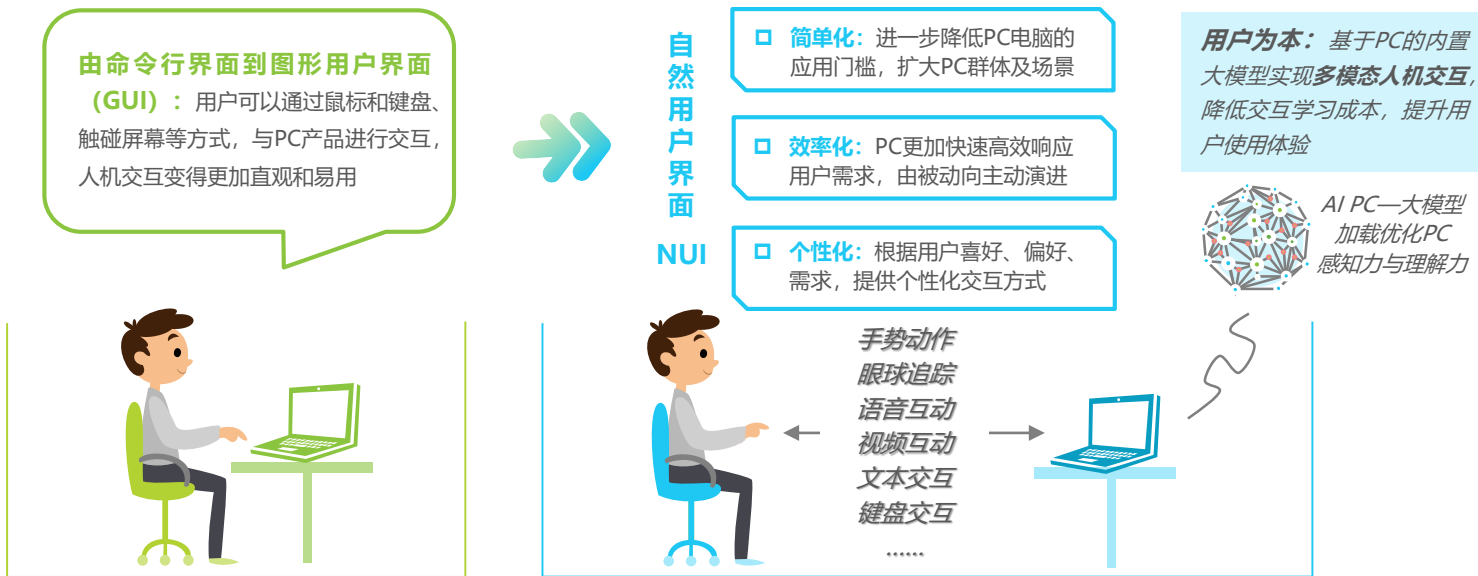 由命令行界面到图形用户界面
（GUI）：用户可以通过鼠标和键盘、
触碰屏幕等方式，与PC产品进行交互，
人机交互变得更加直观和易用
自然用户界面
NUI
简单化：进一步降低PC电脑的
应用门槛，扩大PC群体及场景
效率化：PC更加快速高效响应
用户需求，由被动向主动演进
个性化：根据用户喜好、偏好、
需求，提供个性化交互方式
用户为本：基于PC的内置
大模型实现多模态人机交互，
降低交互学习成本，提升用
户使用体验
AI PC—大模型
加载优化PC
感知力与理解力
手势动作
眼球追踪
语音互动
视频互动
文本交互
键盘交互
……